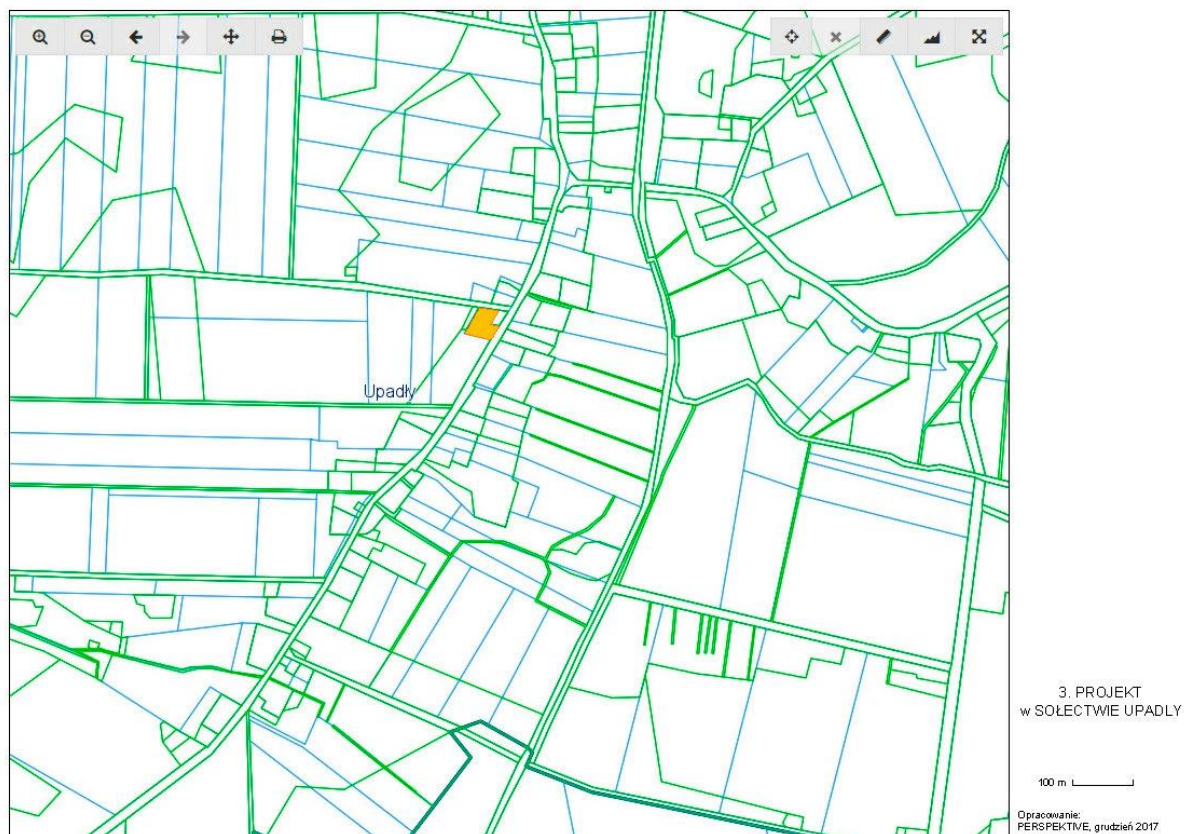 Upadły
3. PROJEKT
w SOŁECTWIE UPADLY
100 m
Opracowanie:
PERSPEKTIVE, grudzień 2017